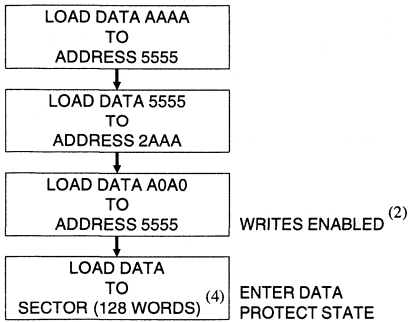 LOAD DATA AAAA
TO
ADDRESS 5555
LOAD DATA 5555
TO
ADDRESS 2AAA
LOAD DATA A0A0
TO
ADDRESS 5555
WRITES ENABLED (2)
LOAD DATA
TO
SECTOR (128 WORDS) (4)
ENTER DATA
PROTECT STATE